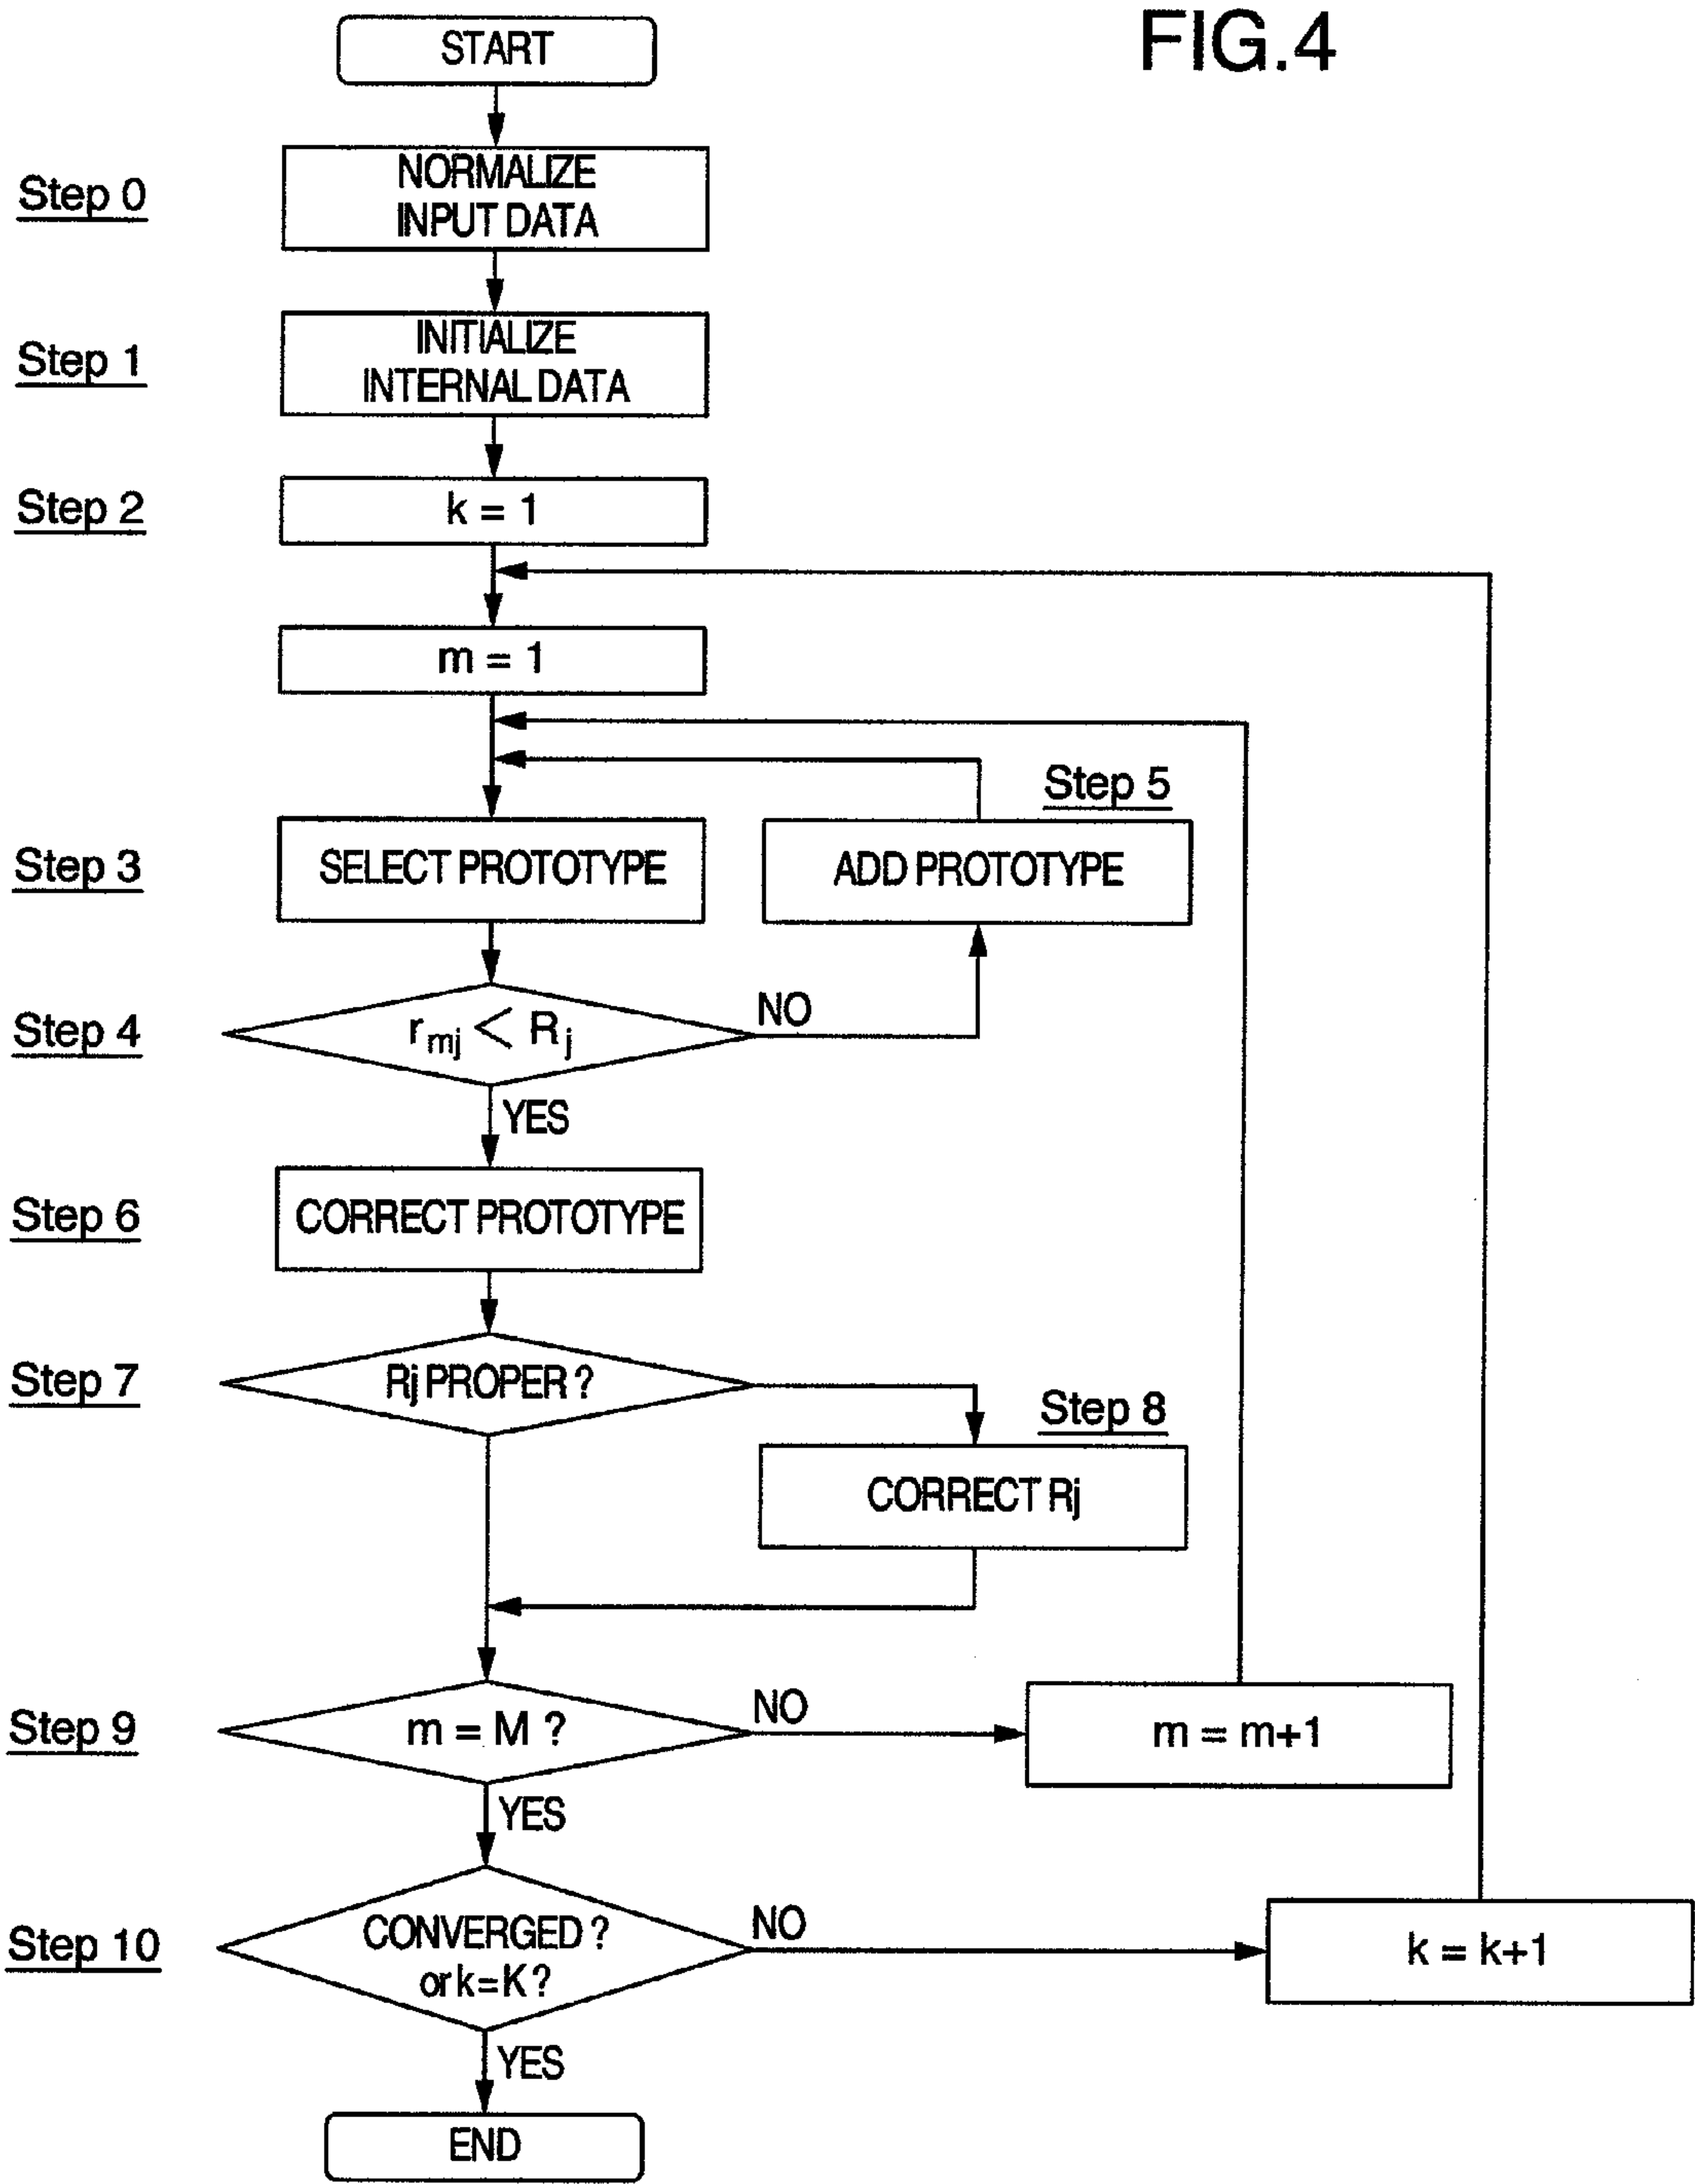 FIG.4
START
Step 0
NORMALIZE
INPUT DATA
Step 1
INITIALIZE
INTERNAL DATA
Step 2
k = 1
m = 1
Step 5
Step 3
SELECT PROTOTYPE
ADD PROTOTYPE
Step 4
r mj < R j
NO
YES
Step 6
CORRECT PROTOTYPE
Step 7
Rj PROPER ?
Step 8
CORRECT Rj
Step 9
m = M ?
NO
m = m+1
YES
Step 10
CONVERGED ?
or k = K ?
NO
k = k+1
YES
END